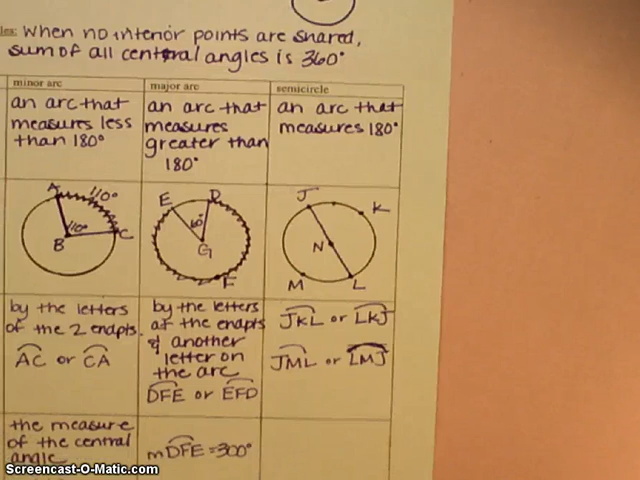 les: when no interior points are shared,
sum of all central angles is 360°
minor arc
major arc
semicircle
an arc that
measures less
than 180°
an arc that
measures
greater than
180°
an arc that
measures 180°
A
110°
110°
B
C
E
D
60°
G
F
J
K
N
M
L
by the letters
of the 2 endpts.
AC or CA
by the letters
of the endpts
& another
letter on
the arc
DFE or EFD
JKL or LKJ
JML or LMJ
the measure
of the central
angle
mDFE = 300°
Screencast-O-Matic.com